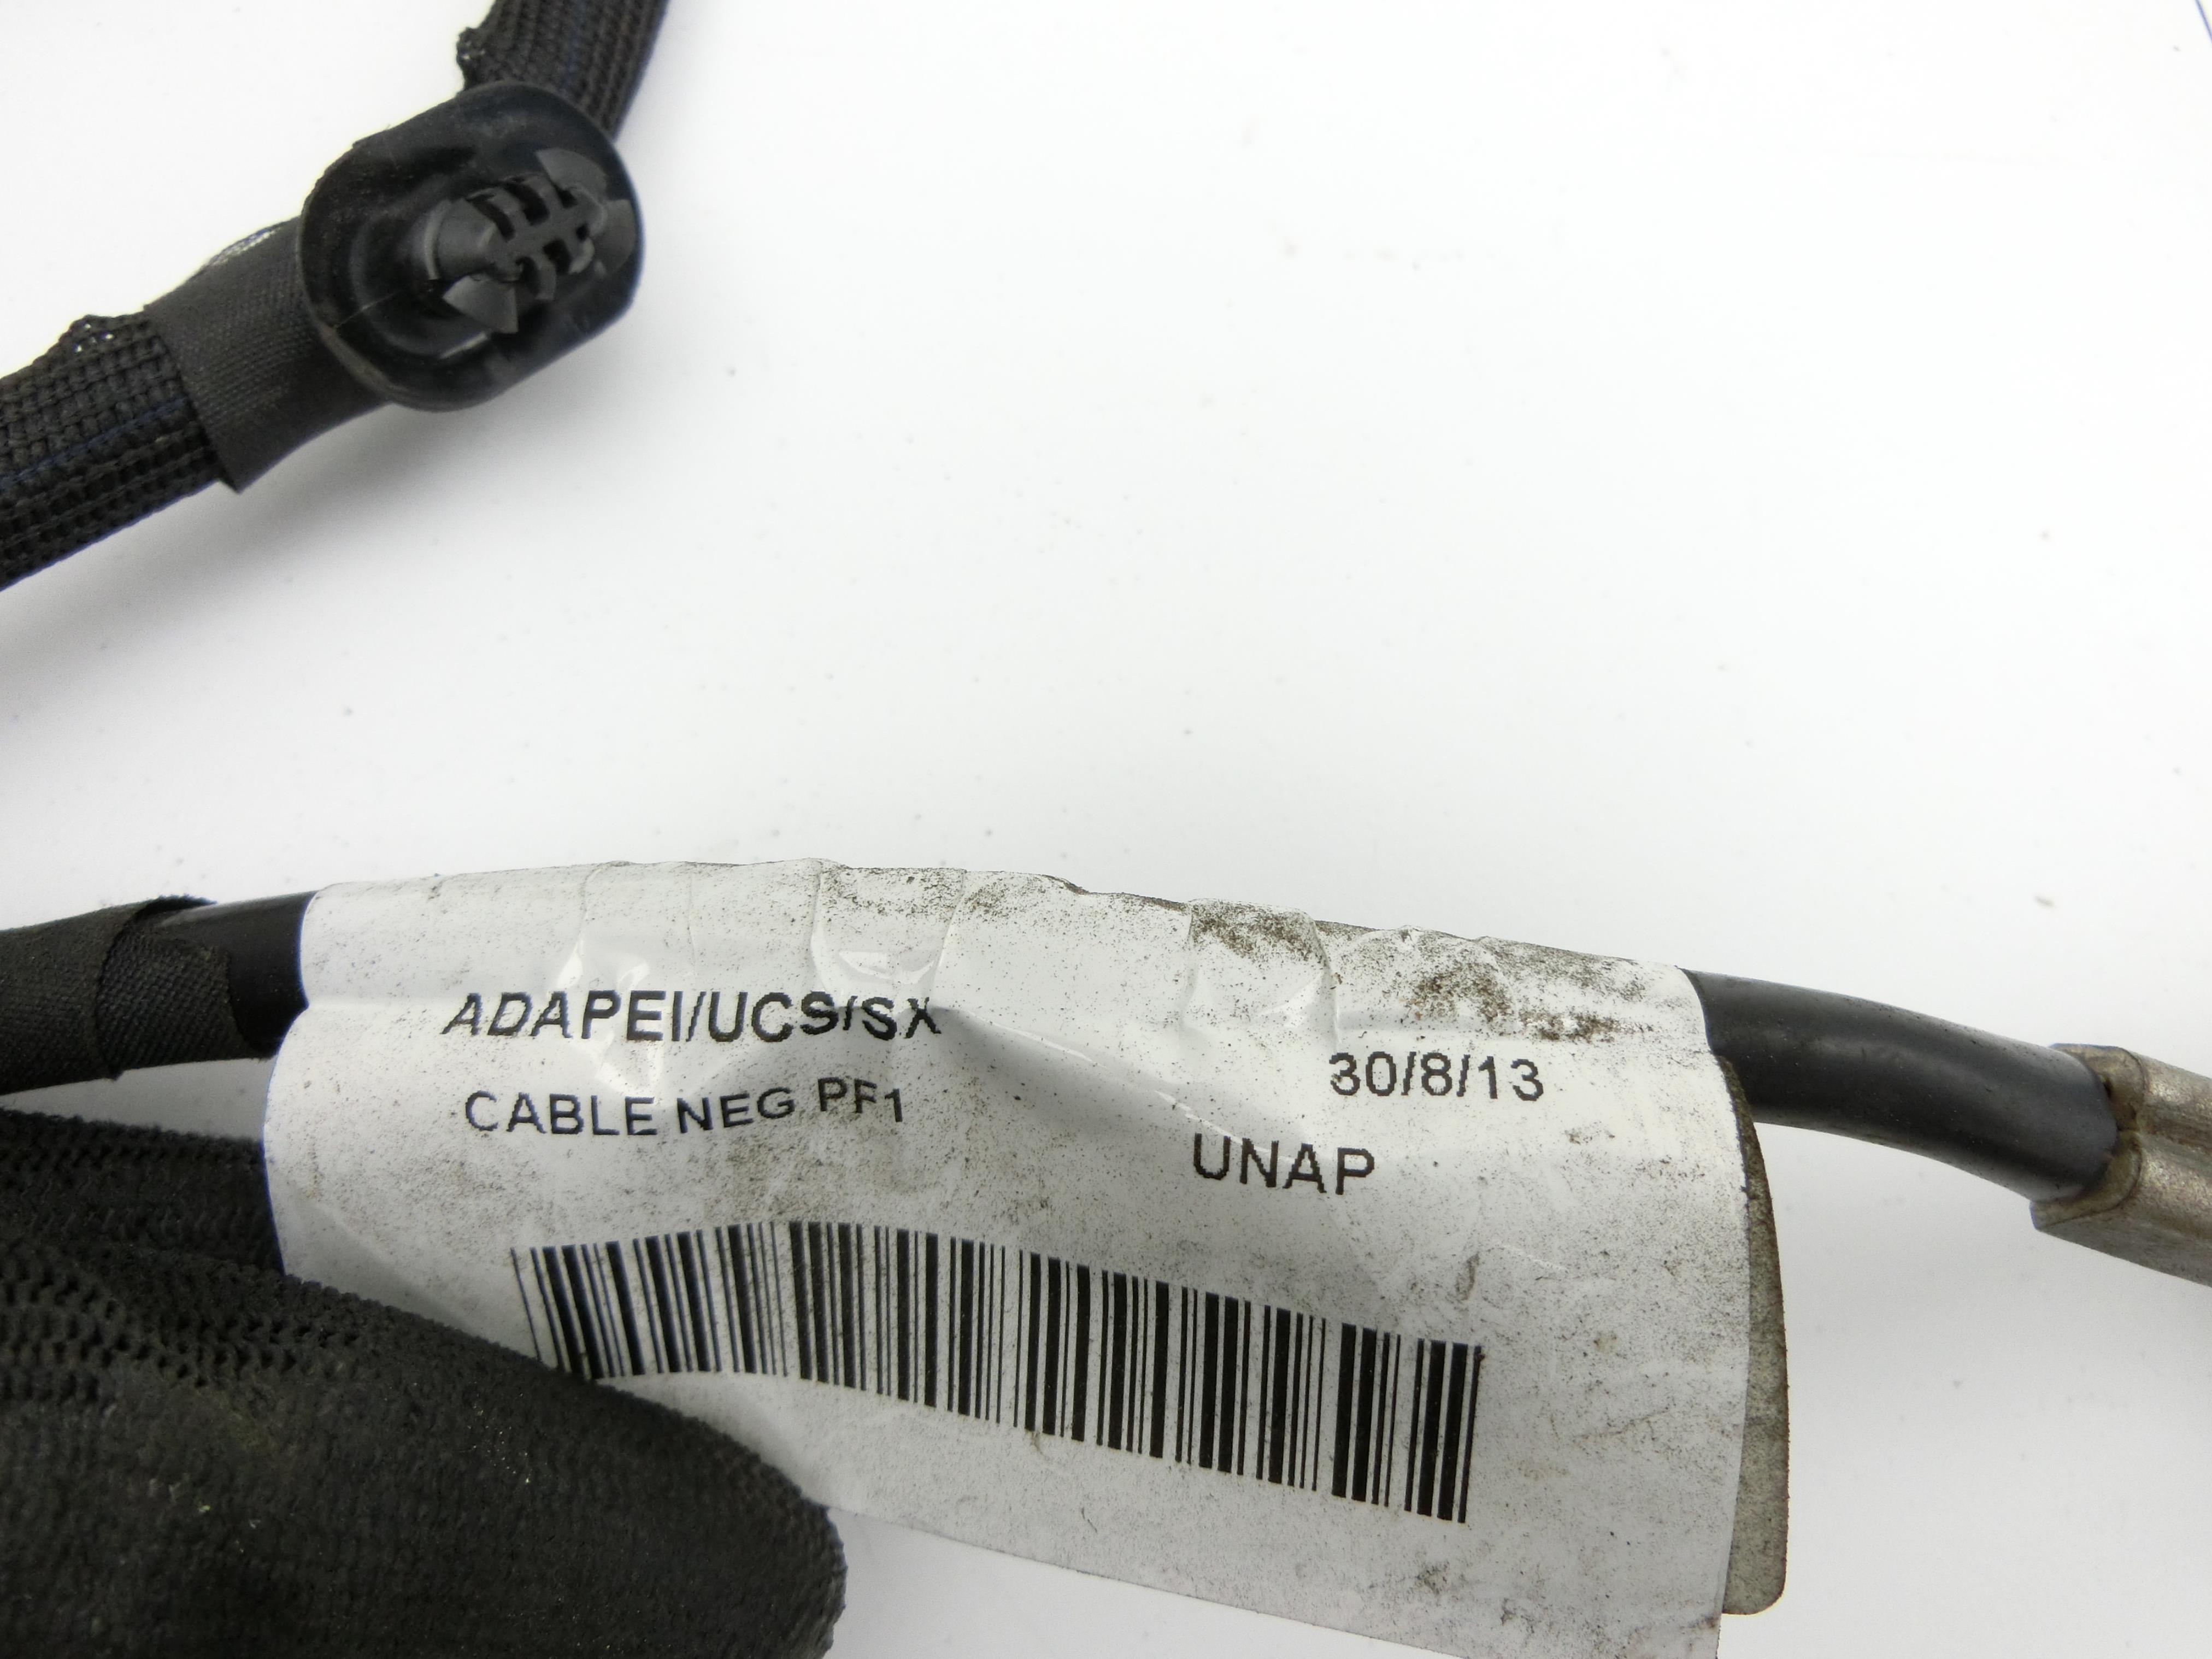 ADAPEI/UCS/SX
30/8/13
CABLE NEG PF1
UNAP